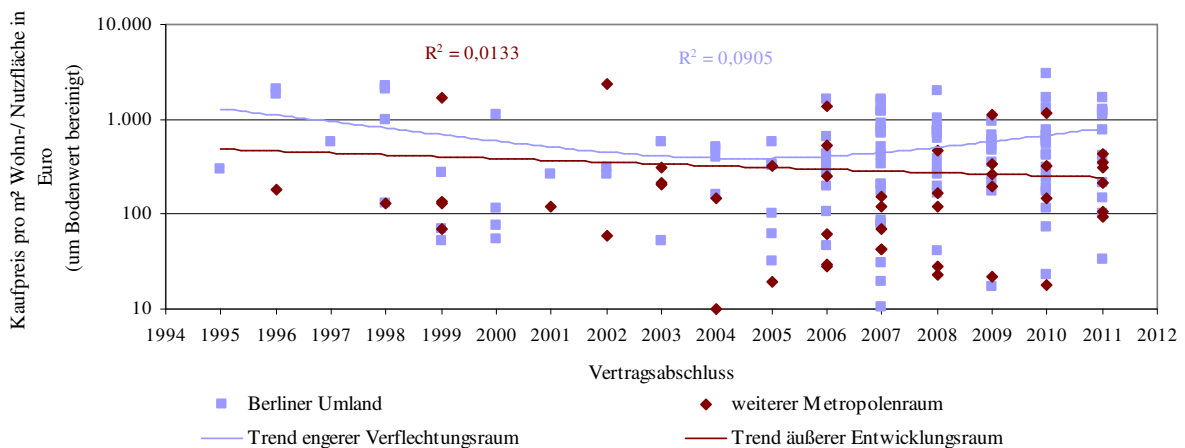 Kaufpreis pro m² Wohn-/ Nutzfläche in
Euro
(um Bodenwert bereinigt)
10.000
1.000
100
10
R² = 0,0133
R² = 0,0905
1994 1995 1996 1997 1998 1999 2000 2001 2002 2003 2004 2005 2006 2007 2008 2009 2010 2011 2012
Vertragsabschluss
Berliner Umland
weiterer Metropolenraum
Trend engerer Verflechtungsraum
Trend äußerer Entwicklungsraum